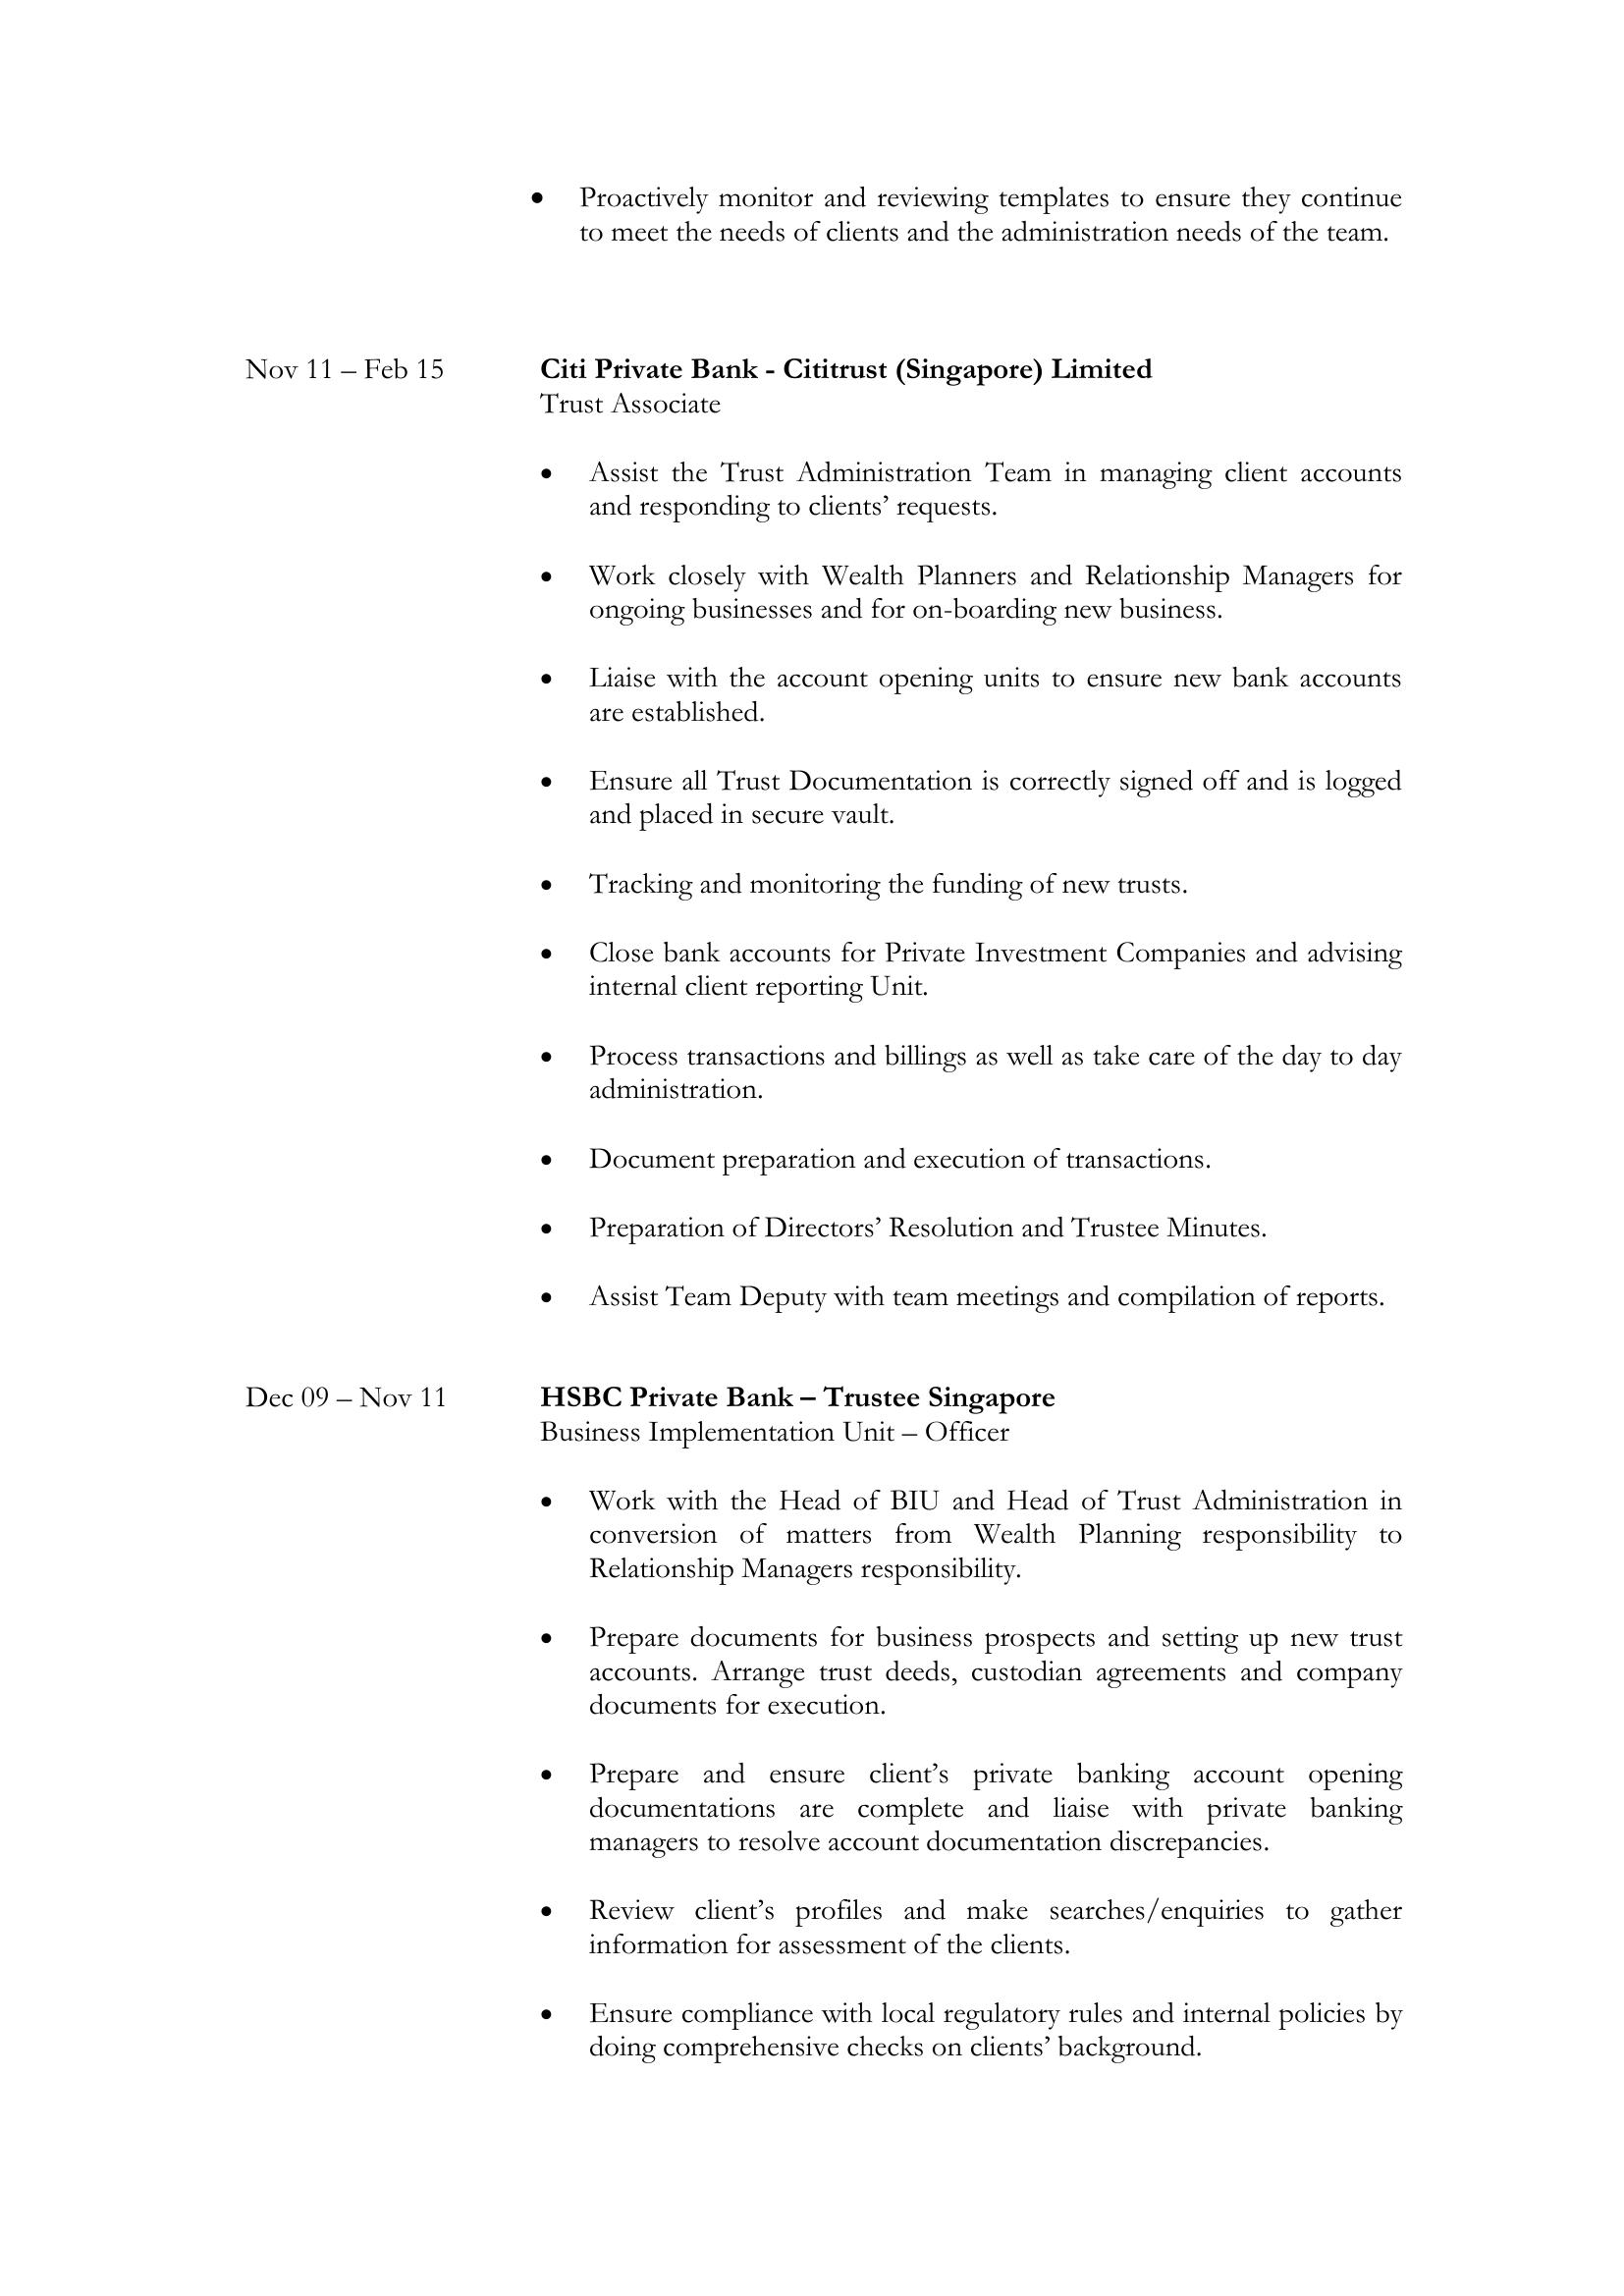 • Proactively monitor and reviewing templates to ensure they continue
to meet the needs of clients and the administration needs of the team.
Nov 11 – Feb 15 Citi Private Bank - Cititrust (Singapore) Limited
Trust Associate
• Assist the Trust Administration Team in managing client accounts
and responding to clients’ requests.
• Work closely with Wealth Planners and Relationship Managers for
ongoing businesses and for on-boarding new business.
• Liaise with the account opening units to ensure new bank accounts
are established.
• Ensure all Trust Documentation is correctly signed off and is logged
and placed in secure vault.
• Tracking and monitoring the funding of new trusts.
• Close bank accounts for Private Investment Companies and advising
internal client reporting Unit.
• Process transactions and billings as well as take care of the day to day
administration.
• Document preparation and execution of transactions.
• Preparation of Directors’ Resolution and Trustee Minutes.
• Assist Team Deputy with team meetings and compilation of reports.
Dec 09 – Nov 11 HSBC Private Bank – Trustee Singapore
Business Implementation Unit – Officer
• Work with the Head of BIU and Head of Trust Administration in
conversion of matters from Wealth Planning responsibility to
Relationship Managers responsibility.
• Prepare documents for business prospects and setting up new trust
accounts. Arrange trust deeds, custodian agreements and company
documents for execution.
• Prepare and ensure client’s private banking account opening
documentations are complete and liaise with private banking
managers to resolve account documentation discrepancies.
• Review client’s profiles and make searches/enquiries to gather
information for assessment of the clients.
• Ensure compliance with local regulatory rules and internal policies by
doing comprehensive checks on clients’ background.